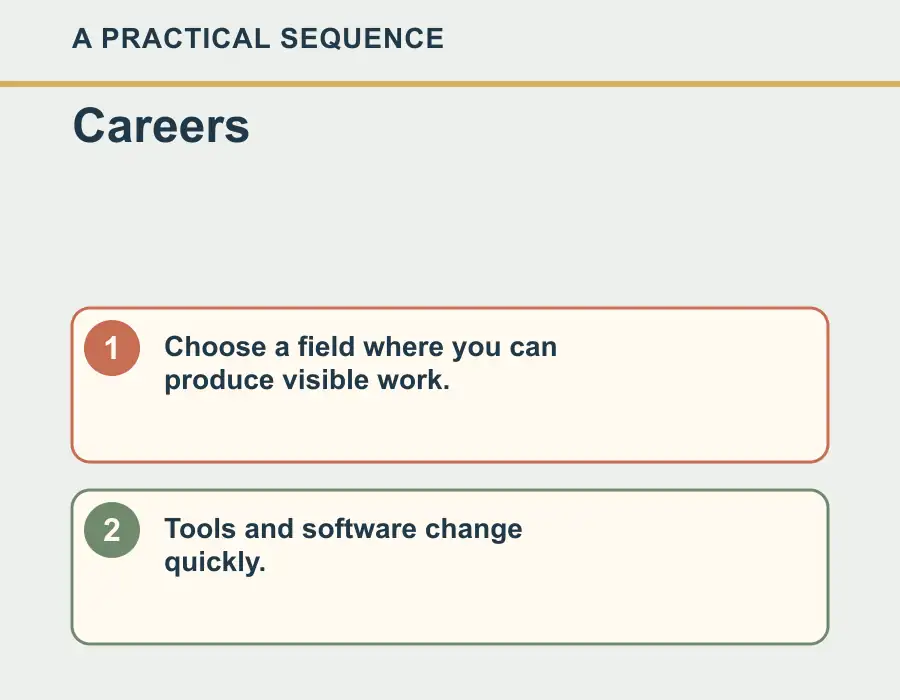 A PRACTICAL SEQUENCE
Careers
1
Choose a field where you can
produce visible work.
2
Tools and software change
quickly.